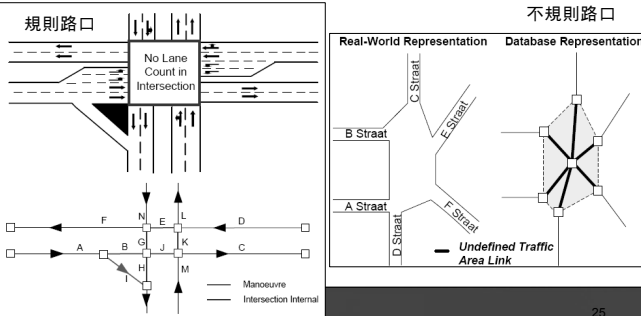 規則路口
No Lane
Count in
Intersection
N
L
F
E
D
A
B
G
J
K
C
H
I
M
Manoeuvre
Intersection Internal
不規則路口
Real-World Representation
Database Representation
C Straat
E Straat
B Straat
A Straat
F Straat
D Straat
Undefined Traffic
Area Link
25